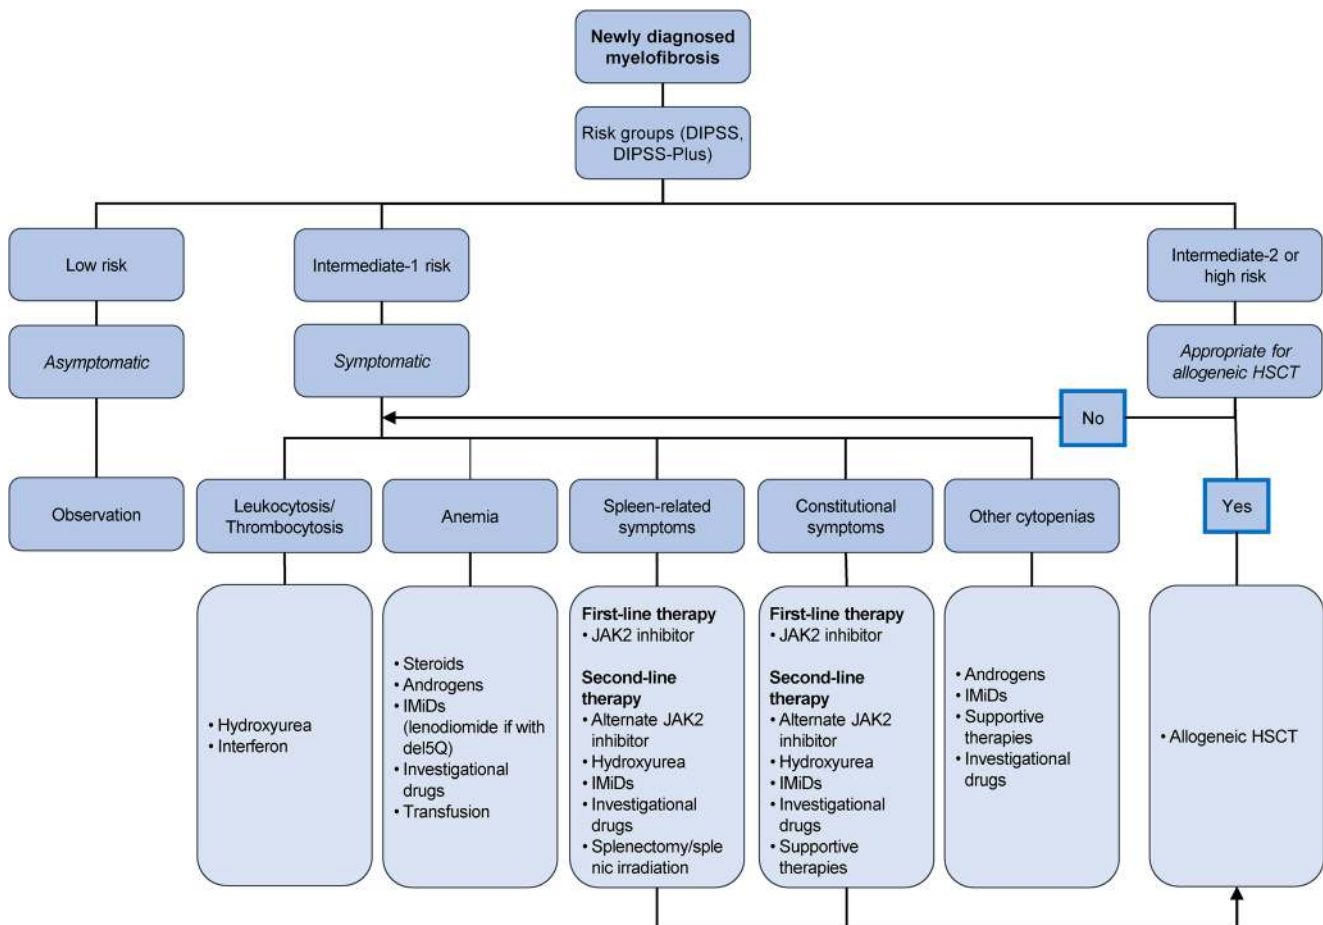 Newly diagnosed
myelofibrosis
Risk groups (DIPSS,
DIPSS-Plus)
Low risk
Intermediate-1 risk
Intermediate-2 or
high risk
Asymptomatic
Symptomatic
Appropriate for
allogeneic HSCT
No
Yes
Observation
Leukocytosis/
Thrombocytosis
Anemia
Spleen-related
symptoms
Constitutional
symptoms
Other cytopenias
• Hydroxyurea
• Interferon
• Steroids
• Androgens
• IMiDs
(lenodiomide if with
del5Q)
• Investigational
drugs
• Transfusion
First-line therapy
• JAK2 inhibitor
Second-line
therapy
• Alternate JAK2
inhibitor
• Hydroxyurea
• IMiDs
• Investigational
drugs
• Splenectomy/sple
nic irradiation
First-line therapy
• JAK2 inhibitor
Second-line
therapy
• Alternate JAK2
inhibitor
• Hydroxyurea
• IMiDs
• Investigational
drugs
• Supportive
therapies
• Androgens
• IMiDs
• Supportive
therapies
• Investigational
drugs
• Allogeneic HSCT